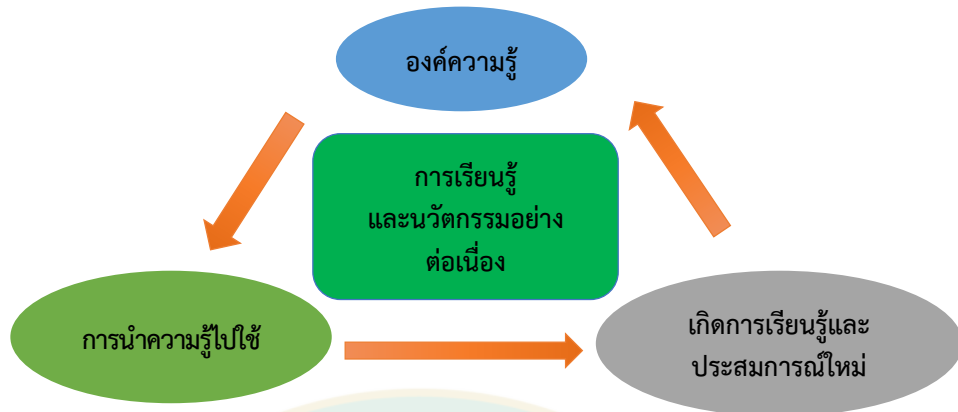 องค์ความรู้
การเรียนรู้
และนวัตกรรมอย่าง
ต่อเนื่อง
การนำความรู้ไปใช้
เกิดการเรียนรู้และ
ประสมการณ์ใหม่